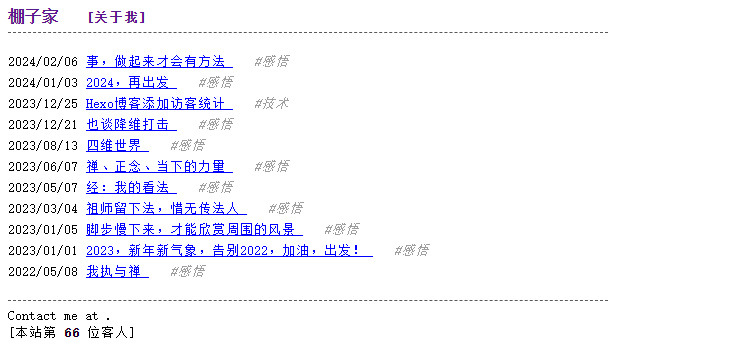 棚子家 [关于我]
2024/02/06 事，做起来才会有方法 #感悟
2024/01/03 2024，再出发 #感悟
2023/12/25 Hexo博客添加访客统计 #技术
2023/12/21 也谈降维打击 #感悟
2023/08/13 四维世界 #感悟
2023/06/07 禅、正念、当下的力量 #感悟
2023/05/07 经：我的看法 #感悟
2023/03/04 祖师留下法，惜无传法人 #感悟
2023/01/05 脚步慢下来，才能欣赏周围的风景 #感悟
2023/01/01 2023，新年新气象，告别2022，加油，出发！ #感悟
2022/05/08 我执与禅 #感悟
Contact me at .
[本站第 66 位客人]